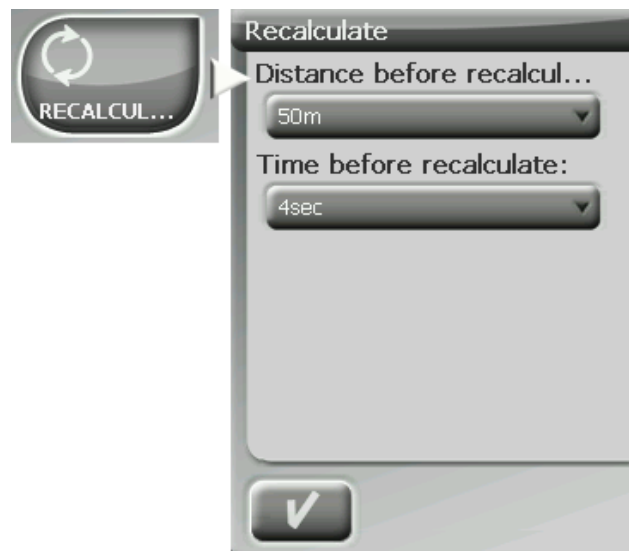 RECALCUL...
Recalculate
Distance before recalcul...
50m
Time before recalculate:
4sec